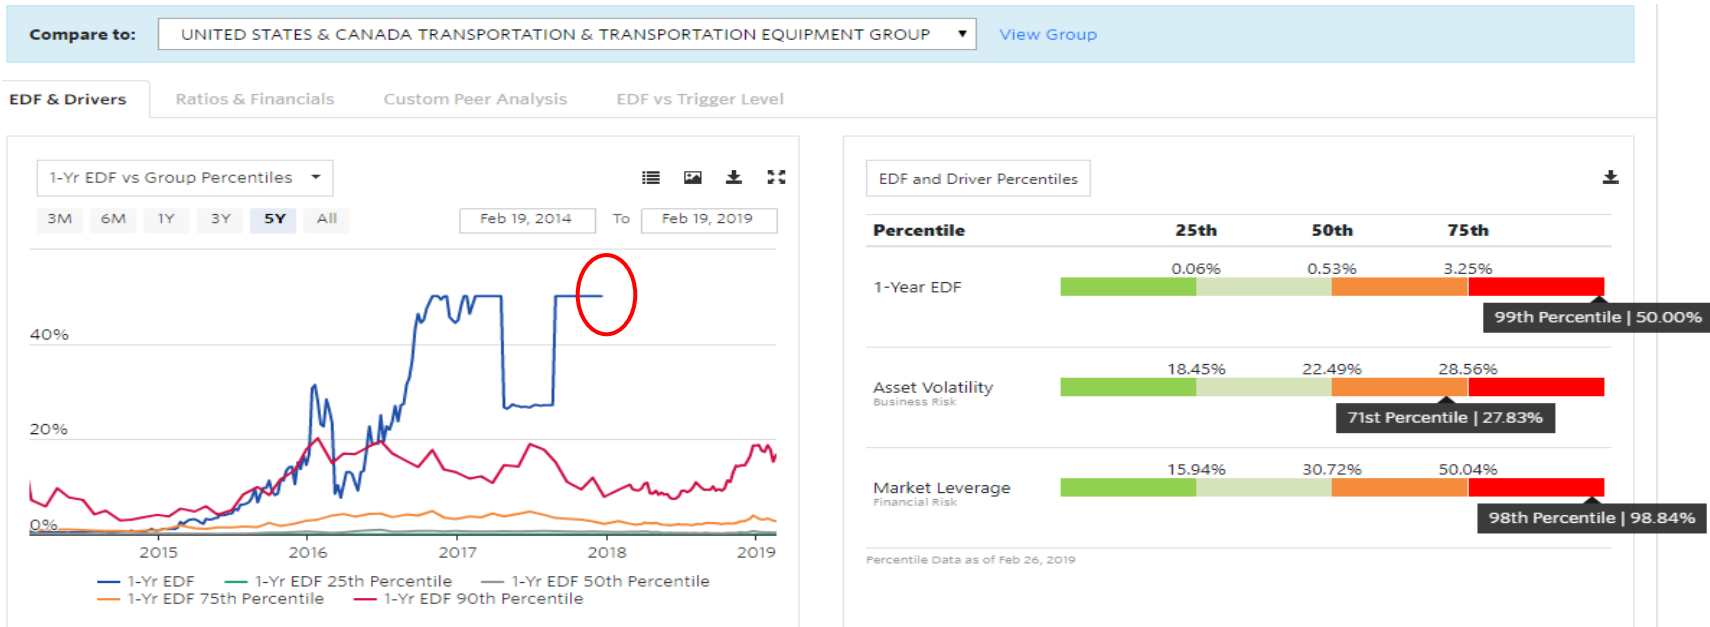 Compare to: UNITED STATES & CANADA TRANSPORTATION & TRANSPORTATION EQUIPMENT GROUP View Group
EDF & Drivers Ratios & Financials Custom Peer Analysis EDF vs Trigger Level
1-Yr EDF vs Group Percentiles
3M 6M 1Y 3Y 5Y All Feb 19, 2014 To Feb 19, 2019
40%
20%
0%
2015 2016 2017 2018 2019
1-Yr EDF 1-Yr EDF 25th Percentile 1-Yr EDF 50th Percentile
1-Yr EDF 75th Percentile 1-Yr EDF 90th Percentile
EDF and Driver Percentiles
Percentile 25th 50th 75th
0.06% 0.53% 3.25%
1-Year EDF
99th Percentile | 50.00%
18.45% 22.49% 28.56%
Asset Volatility
Business Risk
71st Percentile | 27.83%
15.94% 30.72% 50.04%
Market Leverage
Financial Risk
98th Percentile | 98.84%
Percentile Data as of Feb 26, 2019